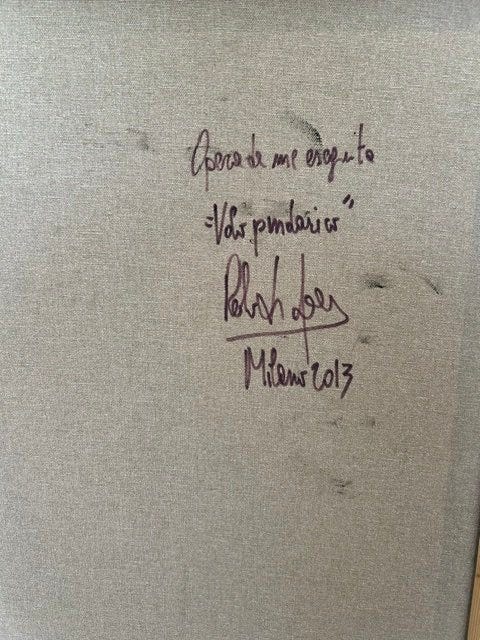 Opera da me eseguita
"Volo pindarico"
Milano 2013